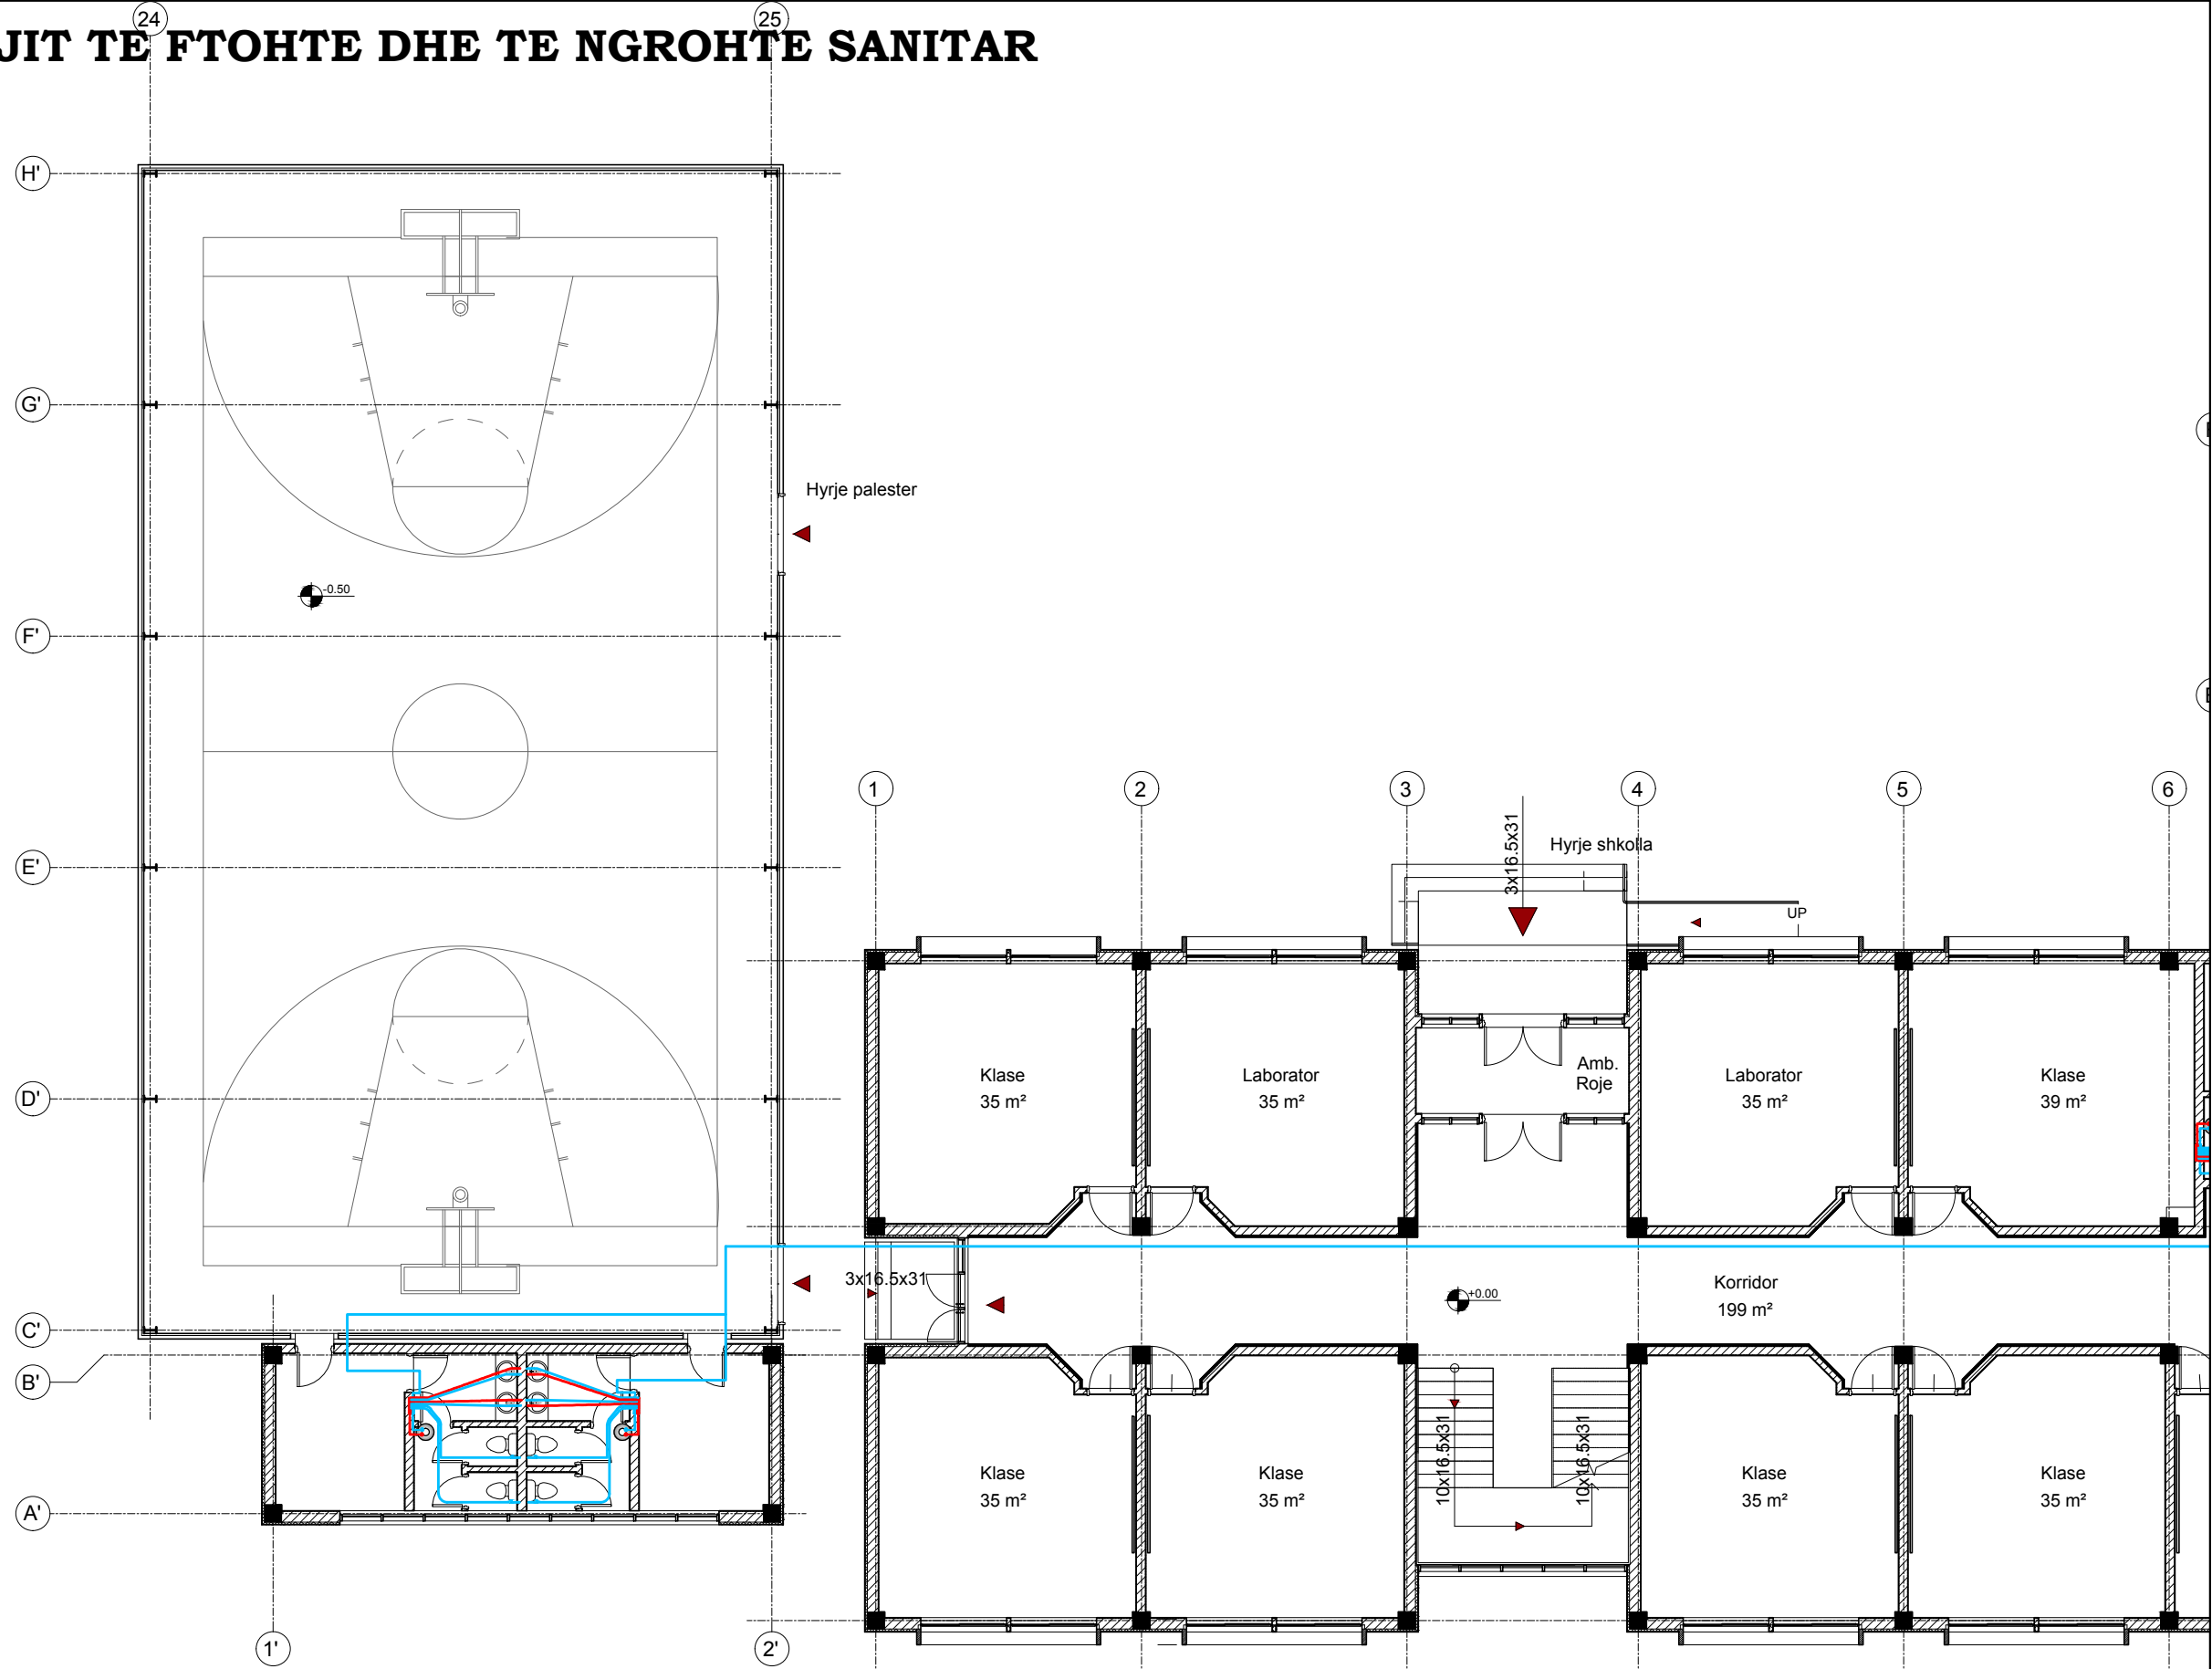 24
25
JIT TE FTOHTE DHE TE NGROHTE SANITAR
H'
G'
Hyrje palester
-0.50
F'
1
2
3
4
5
6
3x16.5x31
Hyrje shkolla
E'
UP
Klase
35 m²
Laborator
35 m²
Amb.
Roje
Laborator
35 m²
Klase
39 m²
D'
3x16.5x31
+0.00
Korridor
199 m²
C'
B'
10x16.5x31
10x16.5x31
Klase
35 m²
Klase
35 m²
Klase
35 m²
Klase
35 m²
A'
1'
2'